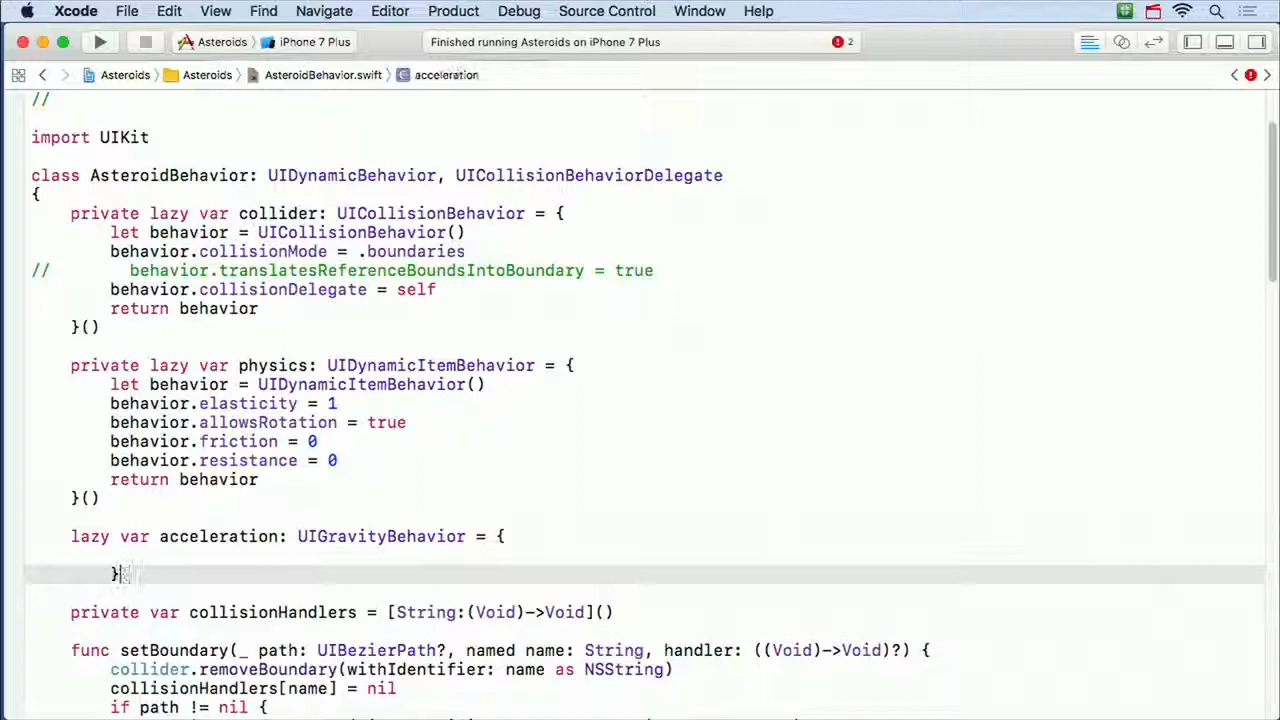 Xcode File Edit View Find Navigate Editor Product Debug Source Control Window Help
Asteroids iPhone 7 Plus Finished running Asteroids on iPhone 7 Plus 2
Asteroids Asteroids AsteroidBehavior.swift C acceleration
//
import UIKit
class AsteroidBehavior: UIDynamicBehavior, UICollisionBehaviorDelegate
{
    private lazy var collider: UICollisionBehavior = {
        let behavior = UICollisionBehavior()
        behavior.collisionMode = .boundaries
//        behavior.translatesReferenceBoundsIntoBoundary = true
        behavior.collisionDelegate = self
        return behavior
    }()
    private lazy var physics: UIDynamicItemBehavior = {
        let behavior = UIDynamicItemBehavior()
        behavior.elasticity = 1
        behavior.allowsRotation = true
        behavior.friction = 0
        behavior.resistance = 0
        return behavior
    }()
    lazy var acceleration: UIGravityBehavior = {
        }
    private var collisionHandlers = [String:(Void)->Void]()
    func setBoundary(_ path: UIBezierPath?, named name: String, handler: ((Void)->Void)?) {
        collider.removeBoundary(withIdentifier: name as NSString)
        collisionHandlers[name] = nil
        if path != nil {